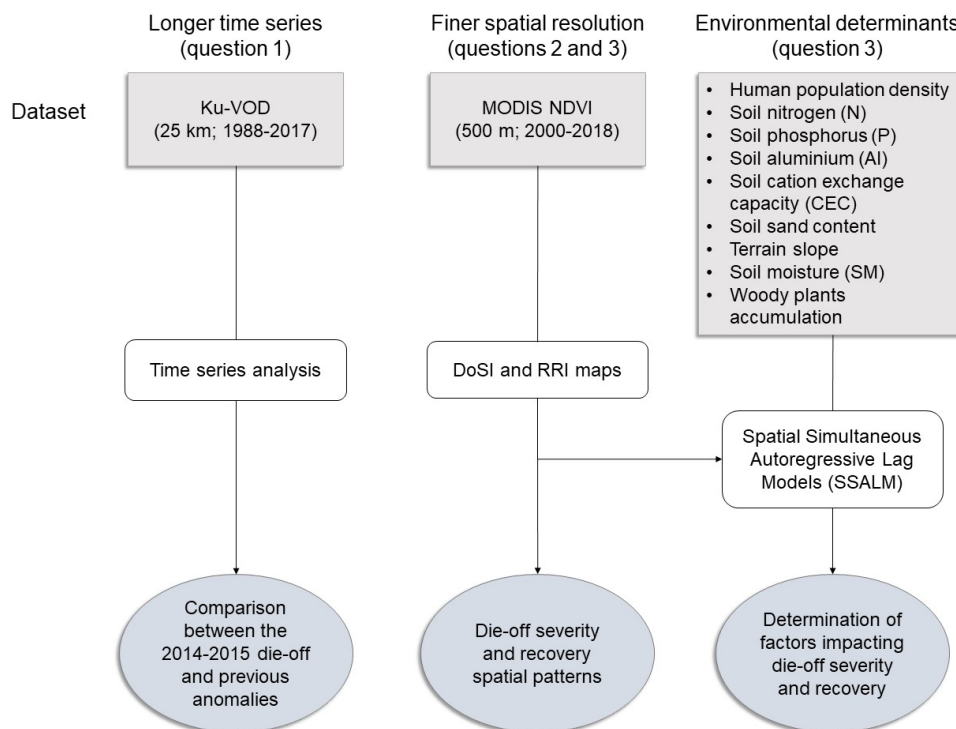 Longer time series
(question 1)
Finer spatial resolution
(questions 2 and 3)
Environmental determinants
(question 3)
Dataset
Ku-VOD
(25 km; 1988-2017)
MODIS NDVI
(500 m; 2000-2018)
• Human population density
• Soil nitrogen (N)
• Soil phosphorus (P)
• Soil aluminium (Al)
• Soil cation exchange
capacity (CEC)
• Soil sand content
• Terrain slope
• Soil moisture (SM)
• Woody plants
accumulation
Time series analysis
DoSI and RRI maps
Spatial Simultaneous
Autoregressive Lag
Models (SSALM)
Comparison
between the
2014-2015 die-off
and previous
anomalies
Die-off severity
and recovery
spatial patterns
Determination of
factors impacting
die-off severity
and recovery